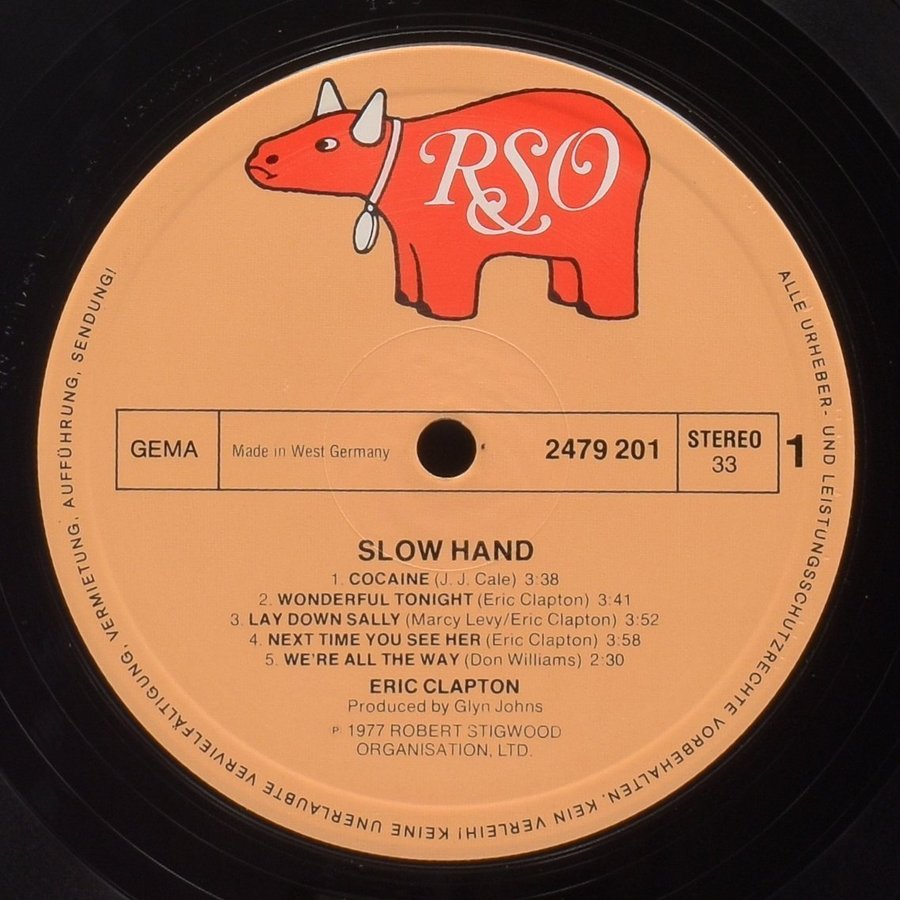 RSO
GEMA
Made in West Germany
2479 201
STEREO
33
1
SLOW HAND
1. COCAINE (J. J. Cale) 3:38
2. WONDERFUL TONIGHT (Eric Clapton) 3:41
3. LAY DOWN SALLY (Marcy Levy/Eric Clapton) 3:52
4. NEXT TIME YOU SEE HER (Eric Clapton) 3:58
5. WE'RE ALL THE WAY (Don Williams) 2:30
ERIC CLAPTON
Produced by Glyn Johns
℗ 1977 ROBERT STIGWOOD
ORGANISATION, LTD.
ALLE URHEBER- UND LEISTUNGSSCHUTZRECHTE VORBEHALTEN. KEIN VERLEIH! KEINE UNERLAUBTE VERVIELFÄLTIGUNG, VERMIETUNG, AUFFÜHRUNG, SENDUNG!